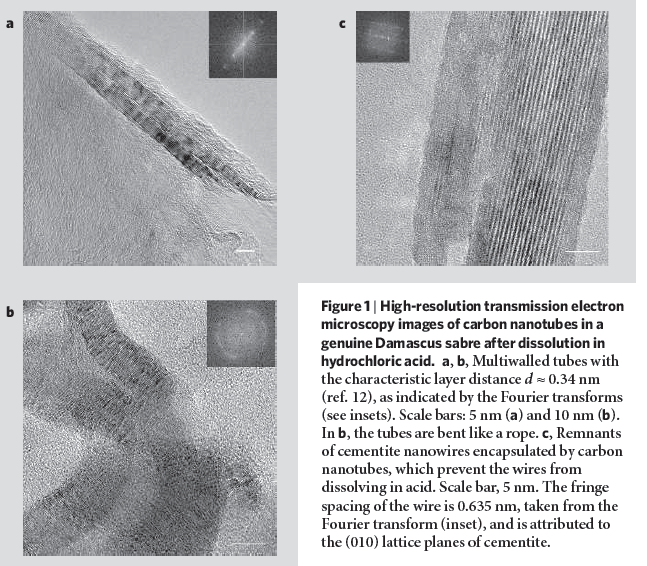 a
c
b
Figure 1 | High-resolution transmission electron
microscopy images of carbon nanotubes in a
genuine Damascus sabre after dissolution in
hydrochloric acid. a, b, Multiwalled tubes with
the characteristic layer distance d ≈ 0.34 nm
(ref. 12), as indicated by the Fourier transforms
(see insets). Scale bars: 5 nm (a) and 10 nm (b).
In b, the tubes are bent like a rope. c, Remnants
of cementite nanowires encapsulated by carbon
nanotubes, which prevent the wires from
dissolving in acid. Scale bar, 5 nm. The fringe
spacing of the wire is 0.635 nm, taken from the
Fourier transform (inset), and is attributed to
the (010) lattice planes of cementite.